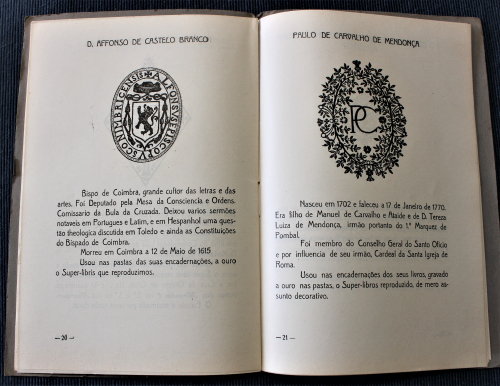 D. AFFONSO DE CASTELO BRANCO
✠ ALFONSVS EPISCOPVS CONIMBRICENSIS
Bispo de Coimbra, grande cultor das letras e das
artes. Foi Deputado pela Mesa da Consciencia e Ordens.
Comissario da Bula da Cruzada. Deixou varios sermões
notaveis em Portugues e Latim, e em Hespanhol uma ques-
tão theologica discutida em Toledo e ainda as Constituições
do Bispado de Coimbra.
Morreu em Coimbra a 12 de Maio de 1615.
Usou nas pastas das suas encadernações, a ouro
o Super-libris que reproduzimos.
— 20 —
PAULO DE CARVALHO DE MENDONÇA
PC
Nasceu em 1702 e faleceu a 17 de Janeiro de 1770.
Era filho de Manuel de Carvalho e Ataide e de D. Tereza
Luiza de Mendonça, irmão portanto do 1.º Marquez de
Pombal.
Foi membro do Conselho Geral do Santo Oficio
e por influencia de seu irmão, Cardeal da Santa Igreja de
Roma.
Usou nas encadernações dos seus livros, gravado
a ouro nas pastas, o Super-libros reproduzido, de mero as-
sunto decorativo.
— 21 —